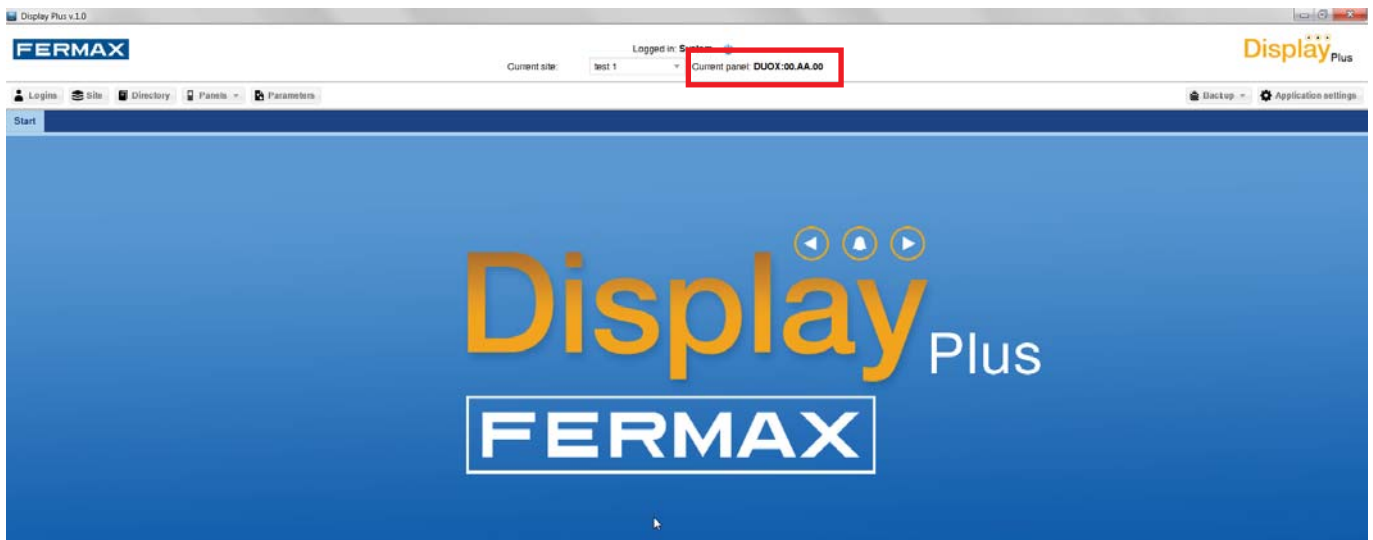 Display Plus v.1.0
FERMAX
Logged in: System
Display Plus
Current site: test 1 Current panel: DUOX:00.AA.00
Logins Site Directory Panels Parameters Backup Application settings
Start
Display Plus
FERMAX